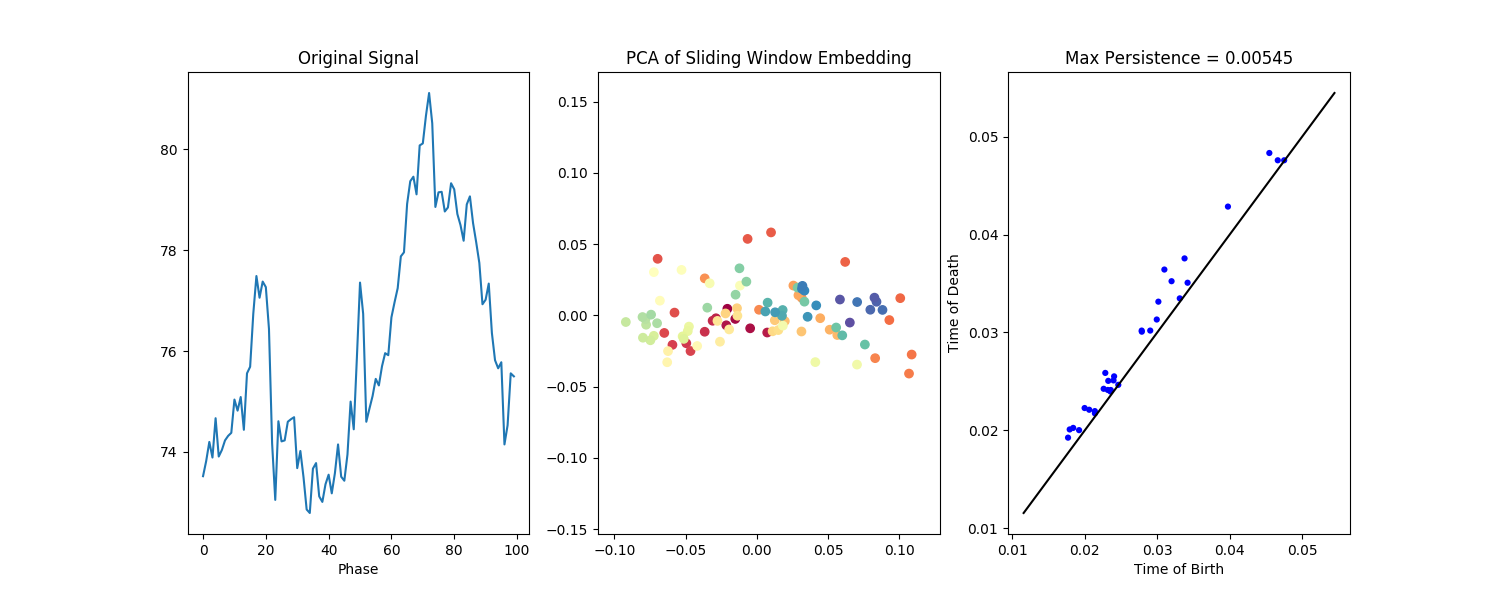 Original Signal
80
78
76
74
0 20 40 60 80 100
Phase
PCA of Sliding Window Embedding
0.15
0.10
0.05
0.00
−0.05
−0.10
−0.15
−0.10 −0.05 0.00 0.05 0.10
Max Persistence = 0.00545
Time of Death
0.05
0.04
0.03
0.02
0.01
0.01 0.02 0.03 0.04 0.05
Time of Birth